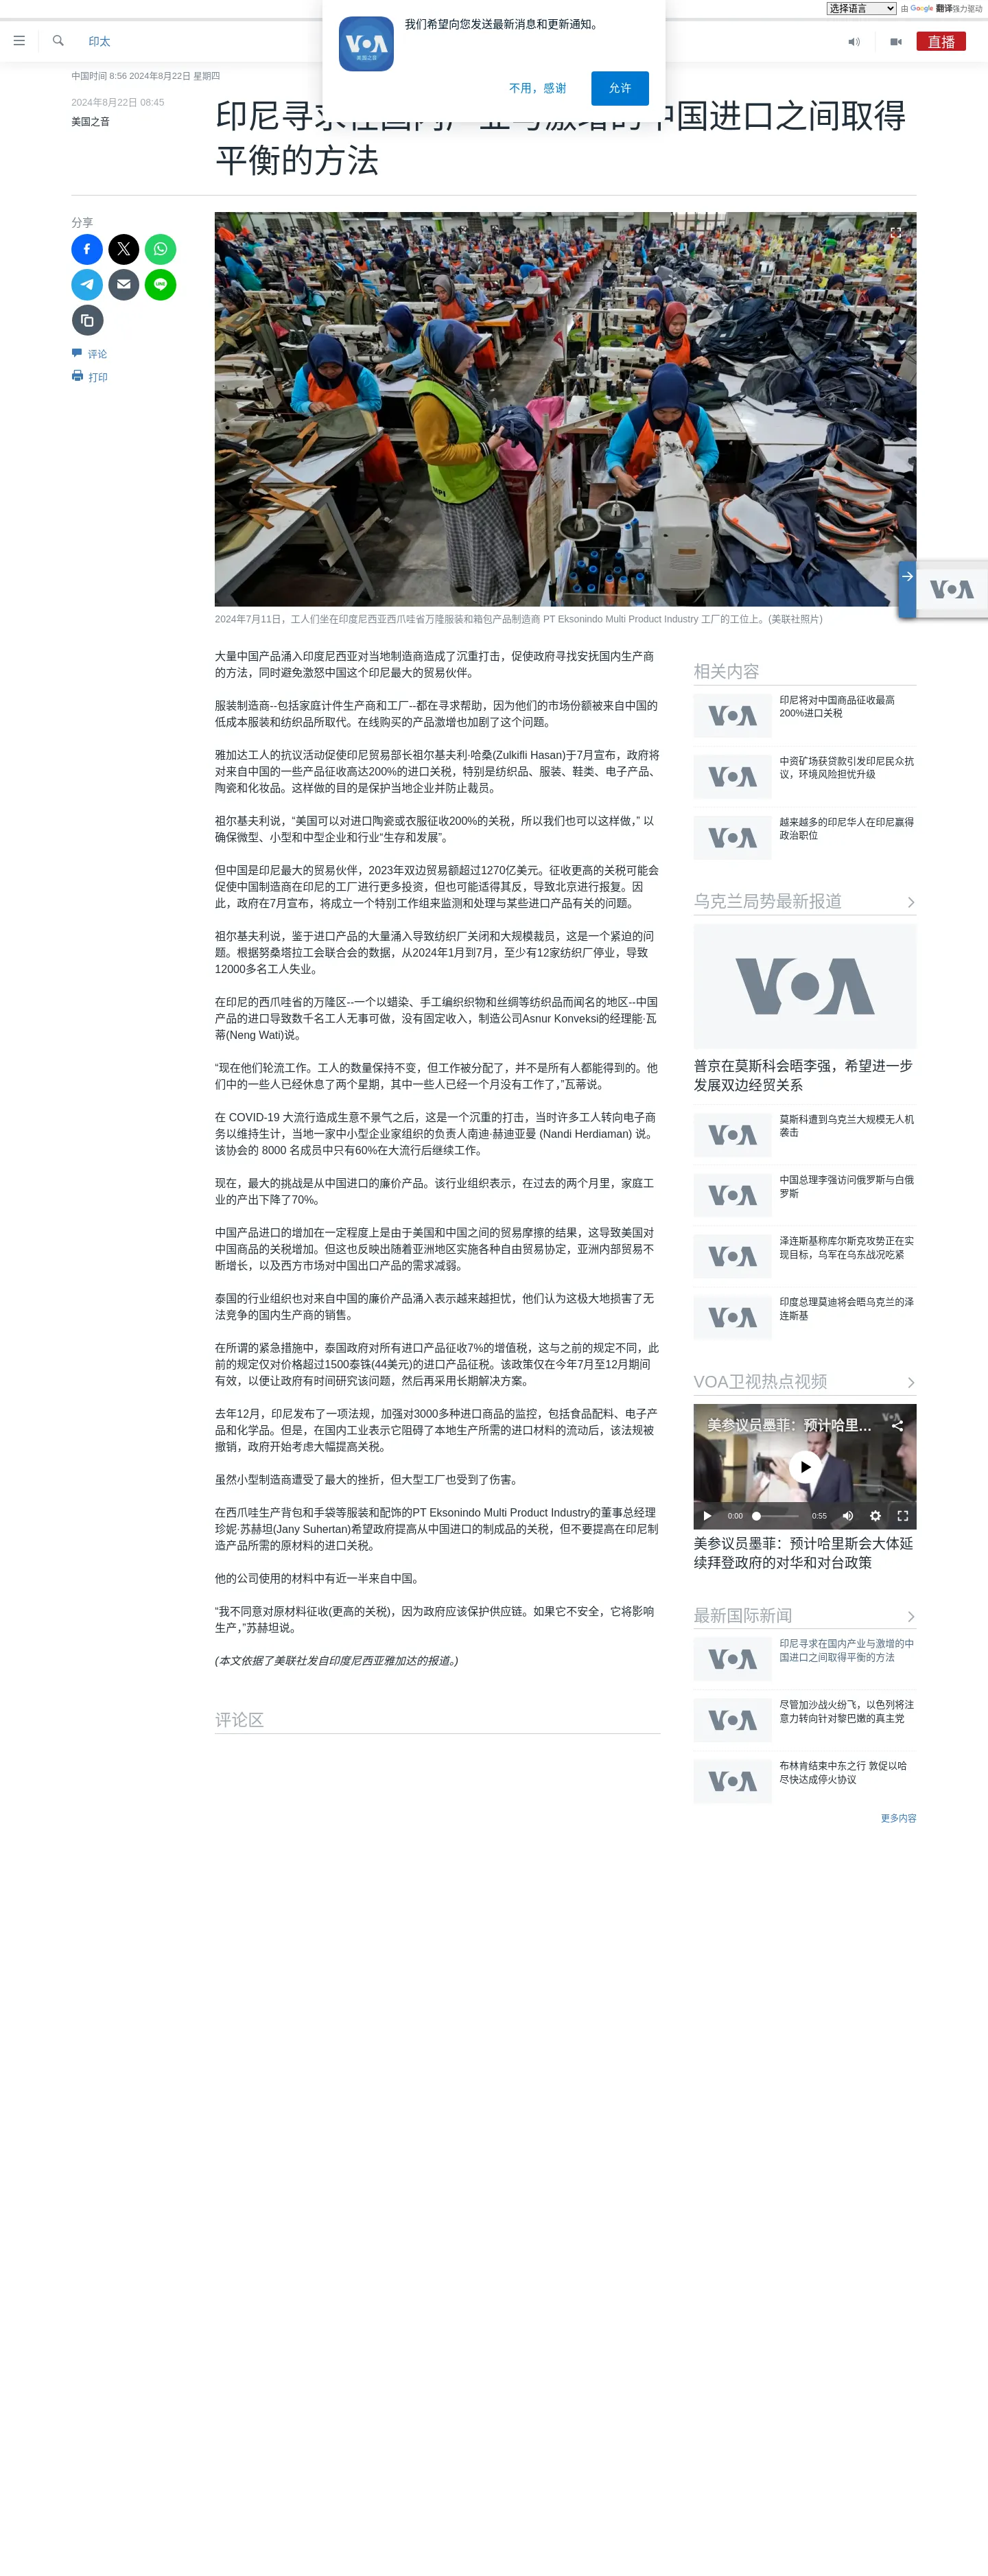 选择语言 由 Google 翻译强力驱动
我们希望向您发送最新消息和更新通知。
VOA
美国之音
不用，感谢
允许
印太
直播
中国时间 8:56 2024年8月22日 星期四
2024年8月22日 08:45
美国之音
中国进口之间取得
平衡的方法
分享
LINE
评论
打印
2024年7月11日，工人们坐在印度尼西亚西爪哇省万隆服装和箱包产品制造商 PT Eksonindo Multi Product Industry 工厂的工位上。(美联社照片)
VOA
大量中国产品涌入印度尼西亚对当地制造商造成了沉重打击，促使政府寻找安抚国内生产商
的方法，同时避免激怒中国这个印尼最大的贸易伙伴。
服装制造商--包括家庭计件生产商和工厂--都在寻求帮助，因为他们的市场份额被来自中国的
低成本服装和纺织品所取代。在线购买的产品激增也加剧了这个问题。
雅加达工人的抗议活动促使印尼贸易部长祖尔基夫利·哈桑(Zulkifli Hasan)于7月宣布，政府将
对来自中国的一些产品征收高达200%的进口关税，特别是纺织品、服装、鞋类、电子产品、
陶瓷和化妆品。这样做的目的是保护当地企业并防止裁员。
祖尔基夫利说，“美国可以对进口陶瓷或衣服征收200%的关税，所以我们也可以这样做，” 以
确保微型、小型和中型企业和行业“生存和发展”。
但中国是印尼最大的贸易伙伴，2023年双边贸易额超过1270亿美元。征收更高的关税可能会
促使中国制造商在印尼的工厂进行更多投资，但也可能适得其反，导致北京进行报复。因
此，政府在7月宣布，将成立一个特别工作组来监测和处理与某些进口产品有关的问题。
祖尔基夫利说，鉴于进口产品的大量涌入导致纺织厂关闭和大规模裁员，这是一个紧迫的问
题。根据努桑塔拉工会联合会的数据，从2024年1月到7月，至少有12家纺织厂停业，导致
12000多名工人失业。
在印尼的西爪哇省的万隆区--一个以蜡染、手工编织织物和丝绸等纺织品而闻名的地区--中国
产品的进口导致数千名工人无事可做，没有固定收入，制造公司Asnur Konveksi的经理能·瓦
蒂(Neng Wati)说。
“现在他们轮流工作。工人的数量保持不变，但工作被分配了，并不是所有人都能得到的。他
们中的一些人已经休息了两个星期，其中一些人已经一个月没有工作了，”瓦蒂说。
在 COVID-19 大流行造成生意不景气之后，这是一个沉重的打击，当时许多工人转向电子商
务以维持生计，当地一家中小型企业家组织的负责人南迪·赫迪亚曼 (Nandi Herdiaman) 说。
该协会的 8000 名成员中只有60%在大流行后继续工作。
现在，最大的挑战是从中国进口的廉价产品。该行业组织表示，在过去的两个月里，家庭工
业的产出下降了70%。
中国产品进口的增加在一定程度上是由于美国和中国之间的贸易摩擦的结果，这导致美国对
中国商品的关税增加。但这也反映出随着亚洲地区实施各种自由贸易协定，亚洲内部贸易不
断增长，以及西方市场对中国出口产品的需求减弱。
泰国的行业组织也对来自中国的廉价产品涌入表示越来越担忧，他们认为这极大地损害了无
法竞争的国内生产商的销售。
在所谓的紧急措施中，泰国政府对所有进口产品征收7%的增值税，这与之前的规定不同，此
前的规定仅对价格超过1500泰铢(44美元)的进口产品征税。该政策仅在今年7月至12月期间
有效，以便让政府有时间研究该问题，然后再采用长期解决方案。
去年12月，印尼发布了一项法规，加强对3000多种进口商品的监控，包括食品配料、电子产
品和化学品。但是，在国内工业表示它阻碍了本地生产所需的进口材料的流动后，该法规被
撤销，政府开始考虑大幅提高关税。
虽然小型制造商遭受了最大的挫折，但大型工厂也受到了伤害。
在西爪哇生产背包和手袋等服装和配饰的PT Eksonindo Multi Product Industry的董事总经理
珍妮·苏赫坦(Jany Suhertan)希望政府提高从中国进口的制成品的关税，但不要提高在印尼制
造产品所需的原材料的进口关税。
他的公司使用的材料中有近一半来自中国。
“我不同意对原材料征收(更高的关税)，因为政府应该保护供应链。如果它不安全，它将影响
生产，”苏赫坦说。
(本文依据了美联社发自印度尼西亚雅加达的报道。)
评论区
相关内容
VOA
印尼将对中国商品征收最高
200%进口关税
VOA
中资矿场获贷款引发印尼民众抗
议，环境风险担忧升级
VOA
越来越多的印尼华人在印尼赢得
政治职位
乌克兰局势最新报道
VOA
普京在莫斯科会晤李强，希望进一步
发展双边经贸关系
VOA
莫斯科遭到乌克兰大规模无人机
袭击
VOA
中国总理李强访问俄罗斯与白俄
罗斯
VOA
泽连斯基称库尔斯克攻势正在实
现目标，乌军在乌东战况吃紧
VOA
印度总理莫迪将会晤乌克兰的泽
连斯基
VOA卫视热点视频
美参议员墨菲：预计哈里...
VOA
0:00
0:55
美参议员墨菲：预计哈里斯会大体延
续拜登政府的对华和对台政策
最新国际新闻
VOA
印尼寻求在国内产业与激增的中
国进口之间取得平衡的方法
VOA
尽管加沙战火纷飞，以色列将注
意力转向针对黎巴嫩的真主党
VOA
布林肯结束中东之行 敦促以哈
尽快达成停火协议
更多内容